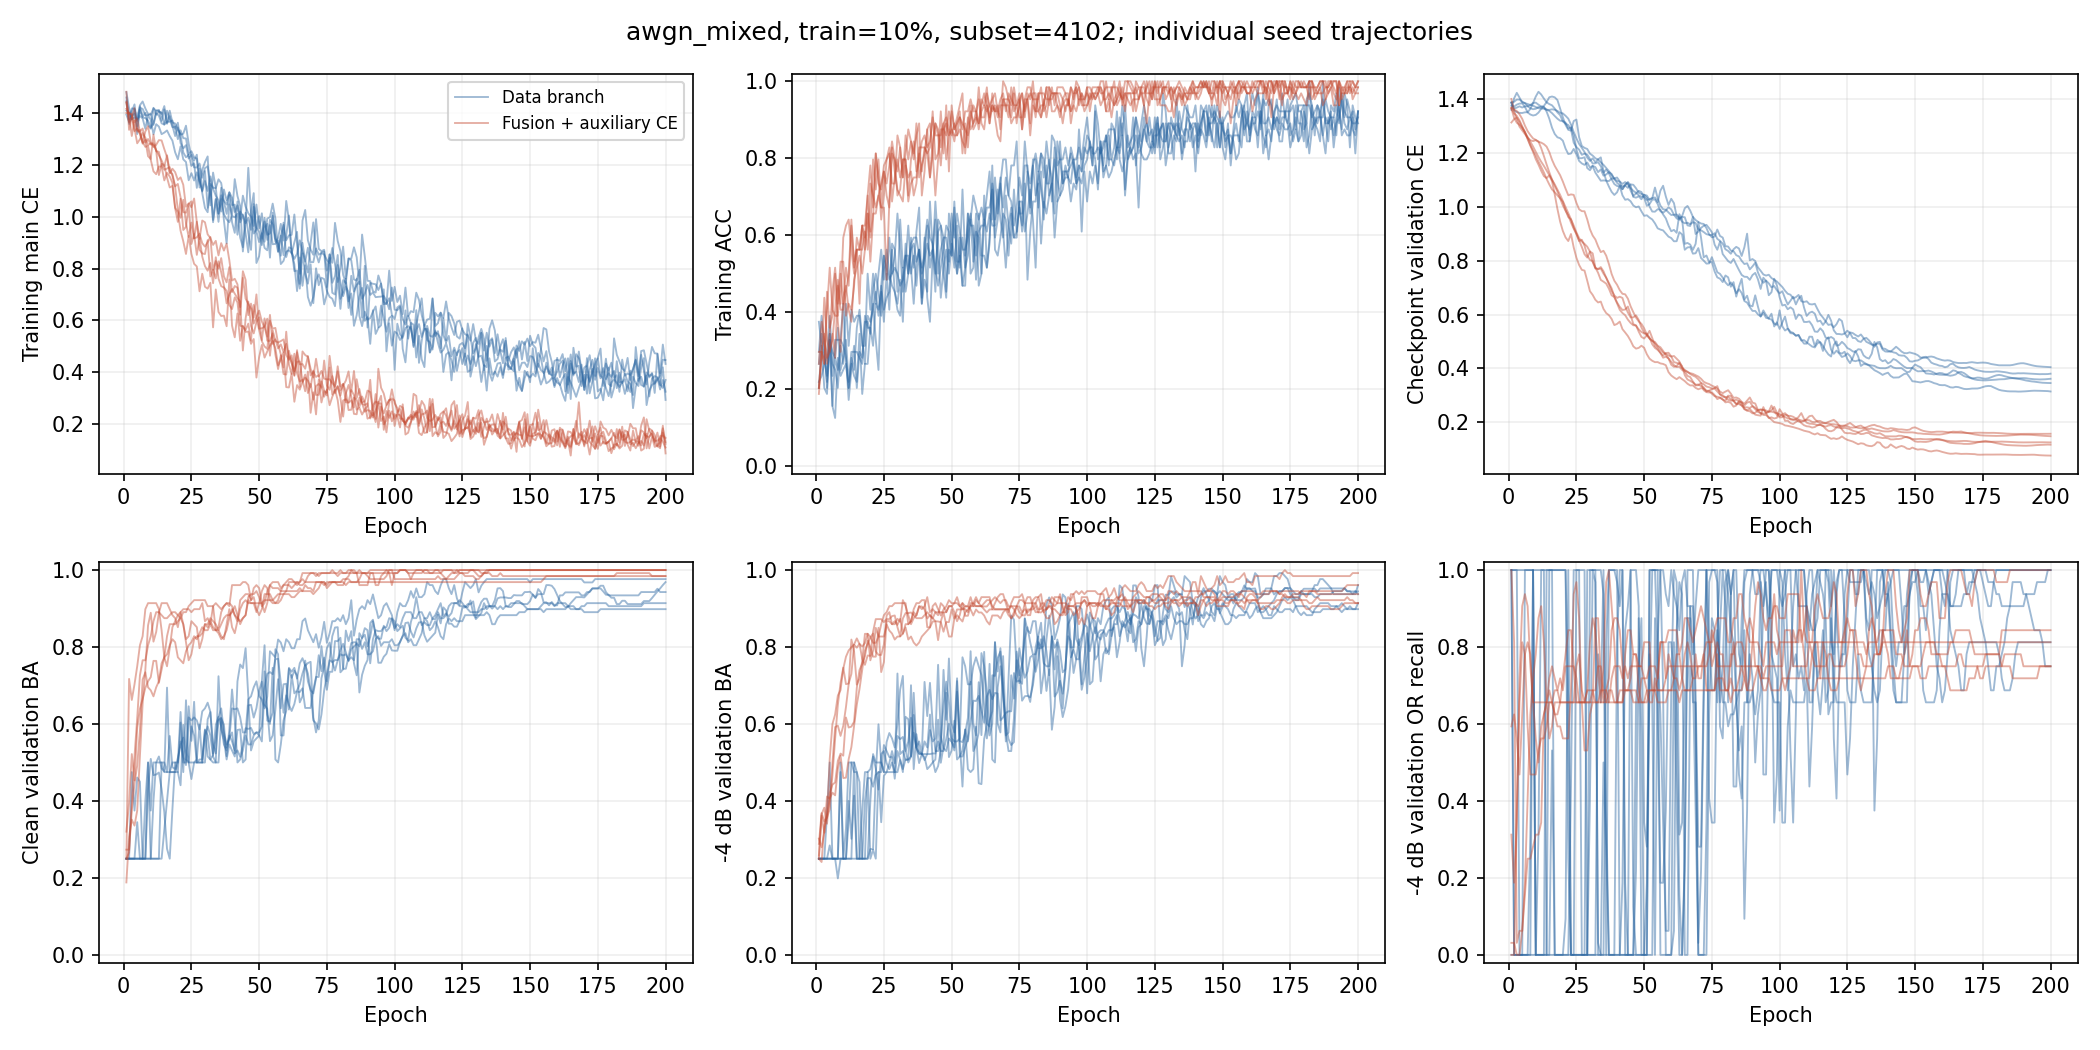 awgn_mixed, train=10%, subset=4102; individual seed trajectories
Training main CE
1.4
1.2
1.0
0.8
0.6
0.4
0.2
Data branch
Fusion + auxiliary CE
0 25 50 75 100 125 150 175 200
Epoch
Training ACC
1.0
0.8
0.6
0.4
0.2
0.0
0 25 50 75 100 125 150 175 200
Epoch
Checkpoint validation CE
1.4
1.2
1.0
0.8
0.6
0.4
0.2
0 25 50 75 100 125 150 175 200
Epoch
Clean validation BA
1.0
0.8
0.6
0.4
0.2
0.0
0 25 50 75 100 125 150 175 200
Epoch
-4 dB validation BA
1.0
0.8
0.6
0.4
0.2
0.0
0 25 50 75 100 125 150 175 200
Epoch
-4 dB validation OR recall
1.0
0.8
0.6
0.4
0.2
0.0
0 25 50 75 100 125 150 175 200
Epoch